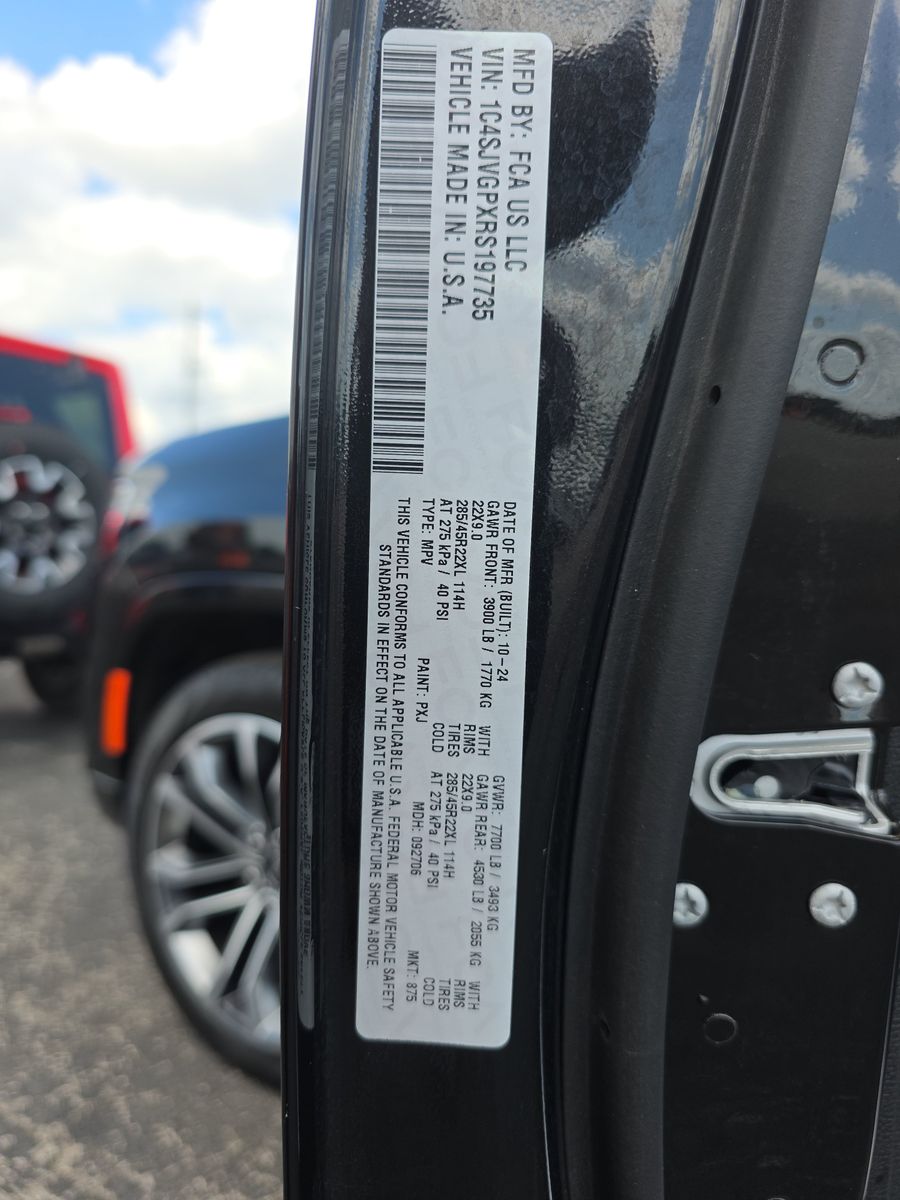 MFD BY: FCA US LLC
VIN: 1C4SJVGPXRS197735
VEHICLE MADE IN: U.S.A.
DATE OF MFR (BUILT): 10-24 GVWR: 7700 LB / 3493 KG
GAWR FRONT: 3900 LB / 1770 KG WITH GAWR REAR: 4530 LB / 2055 KG WITH
22X9.0 RIMS 22X9.0 RIMS
285/45R22XL 114H TIRES 285/45R22XL 114H TIRES
AT 275 kPa / 40 PSI COLD AT 275 kPa / 40 PSI COLD
TYPE: MPV PAINT: PXJ MDH: 092706 MKT: 875
THIS VEHICLE CONFORMS TO ALL APPLICABLE U.S.A. FEDERAL MOTOR VEHICLE SAFETY
STANDARDS IN EFFECT ON THE DATE OF MANUFACTURE SHOWN ABOVE.